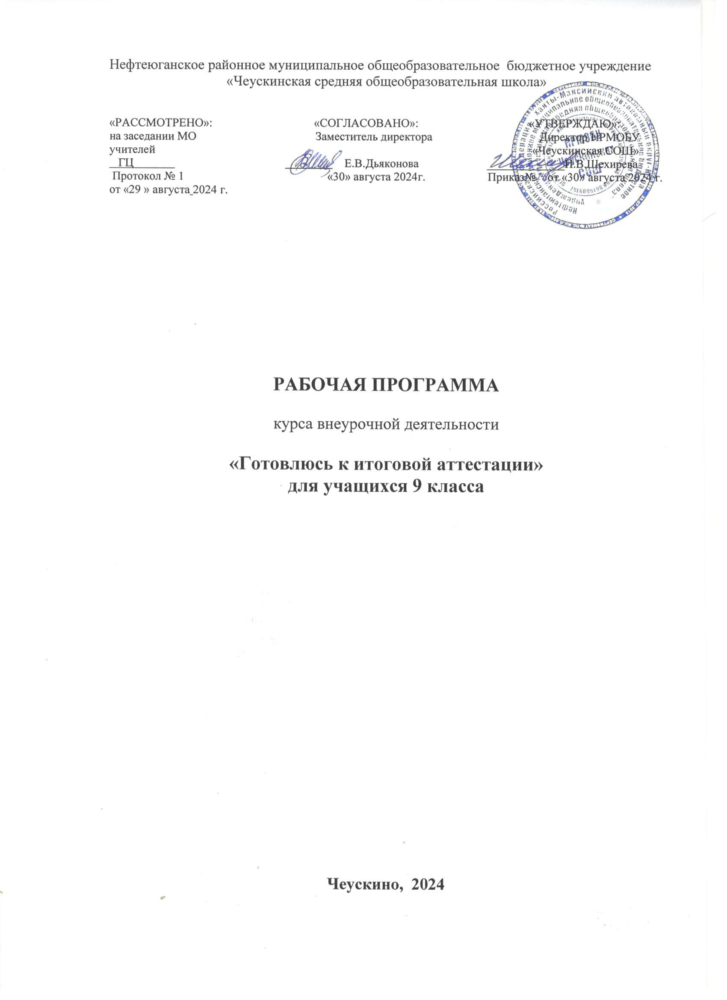 Нефтеюганское районное муниципальное общеобразовательное бюджетное учреждение
«Чеускинская средняя общеобразовательная школа»
«РАССМОТРЕНО»:
на заседании МО
учителей
ГЦ
Протокол № 1
от «29 » августа 2024 г.
«СОГЛАСОВАНО»:
Заместитель директора
Е.В.Дьяконова
«30» августа 2024г.
«УТВЕРЖДАЮ»:
Директор НРМОБУ
«Чеускинская СОШ»
И.В.Шехирева
Приказ№ от «30» августа 2024 г.
РАБОЧАЯ ПРОГРАММА
курса внеурочной деятельности
«Готовлюсь к итоговой аттестации»
для учащихся 9 класса
Чеускино, 2024